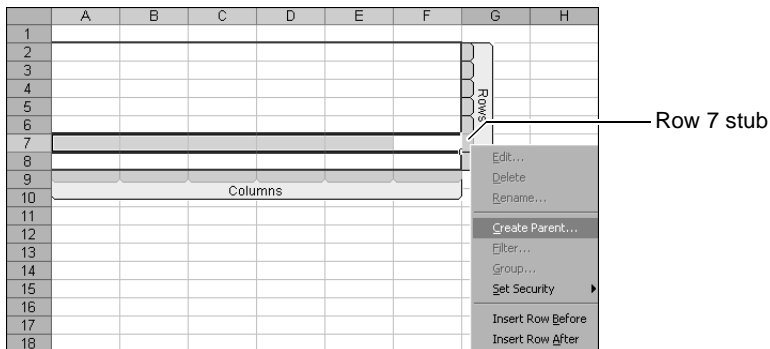 A B C D E F G H
1
2
3
4
5
6
7
8
9
10
11
12
13
14
15
16
17
18
Rows
Columns
Row 7 stub
Edit...
Delete
Rename...
Create Parent...
Filter...
Group...
Set Security
Insert Row Before
Insert Row After